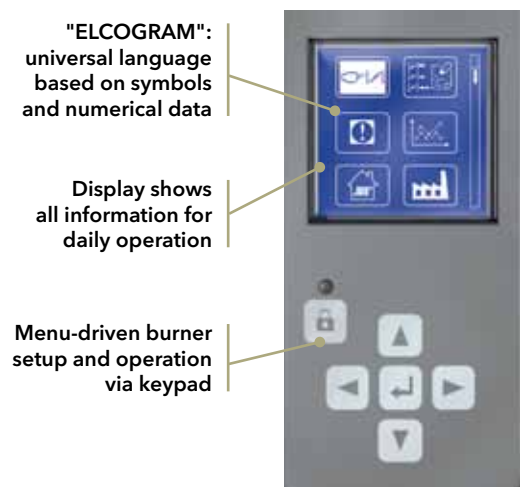 "ELCOGRAM":
universal language
based on symbols
and numerical data
Display shows
all information for
daily operation
Menu-driven burner
setup and operation
via keypad